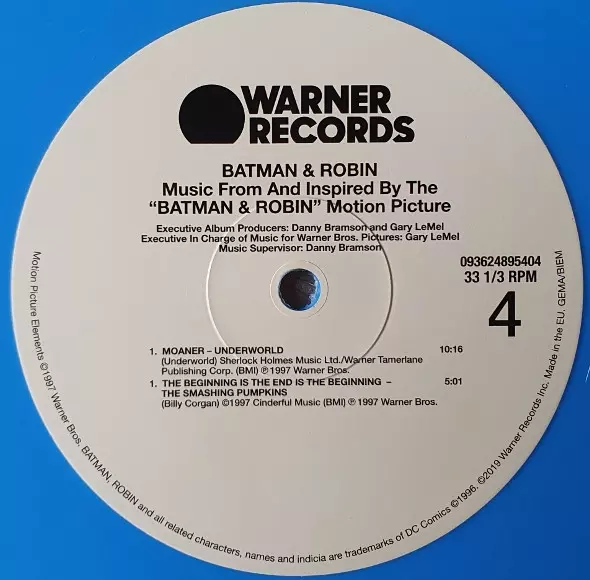 WARNER
RECORDS
BATMAN & ROBIN
Music From And Inspired By The
“BATMAN & ROBIN” Motion Picture
Executive Album Producers: Danny Bramson and Gary LeMel
Executive In Charge of Music for Warner Bros. Pictures: Gary LeMel
Music Supervisor: Danny Bramson
093624895404
33 1/3 RPM
4
1. MOANER – UNDERWORLD 10:16
(Underworld) Sherlock Holmes Music Ltd./Warner Tamerlane
Publishing Corp. (BMI) ℗ 1997 Warner Bros.
1. THE BEGINNING IS THE END IS THE BEGINNING – 5:01
THE SMASHING PUMPKINS
(Billy Corgan) ©1997 Cinderful Music (BMI) ℗ 1997 Warner Bros.
Motion Picture Elements ©1997 Warner Bros. BATMAN, ROBIN and all related characters, names and indicia are trademarks of DC Comics ©1996. ©2019 Warner Records Inc. Made in the EU. GEMA/BIEM